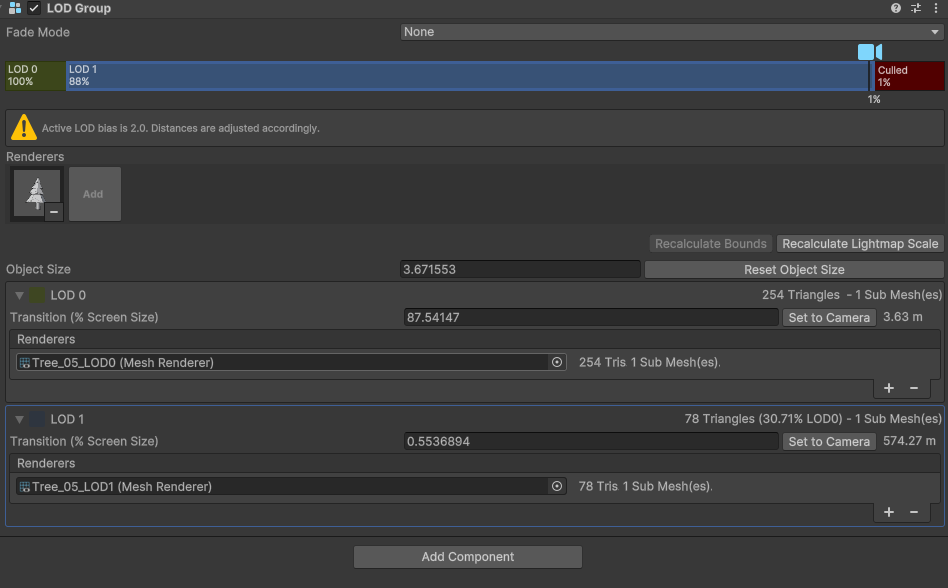 LOD Group
Fade Mode
None
LOD 0
100%
LOD 1
88%
Culled
1%
1%
Active LOD bias is 2.0. Distances are adjusted accordingly.
Renderers
Add
Recalculate Bounds
Recalculate Lightmap Scale
Object Size
3.671553
Reset Object Size
LOD 0
254 Triangles - 1 Sub Mesh(es)
Transition (% Screen Size)
87.54147
Set to Camera
3.63 m
Renderers
Tree_05_LOD0 (Mesh Renderer)
254 Tris 1 Sub Mesh(es).
+ −
LOD 1
78 Triangles (30.71% LOD0) - 1 Sub Mesh(es)
Transition (% Screen Size)
0.5536894
Set to Camera
574.27 m
Renderers
Tree_05_LOD1 (Mesh Renderer)
78 Tris 1 Sub Mesh(es).
+ −
Add Component